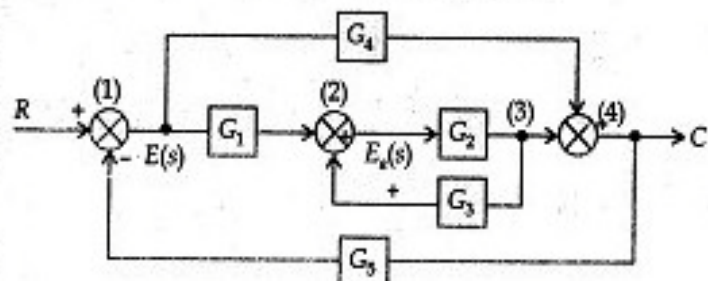 G₄
(1) (2) (3) (4)
R + G₁ + G₂ + C
− E(s) Eₐ(s)
+ G₃
G₅